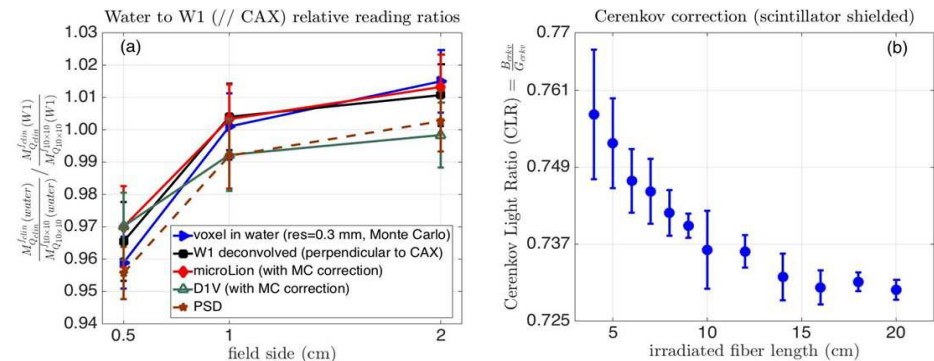 Water to W1 (// CAX) relative reading ratios
(a)
1.03
1.02
1.01
1.00
0.99
0.98
0.97
0.96
0.95
0.94
voxel in water (res=0.3 mm, Monte Carlo)
W1 deconvolved (perpendicular to CAX)
microLion (with MC correction)
D1V (with MC correction)
PSD
0.5
1
2
field side (cm)
Cerenkov correction (scintillator shielded)
(b)
Cerenkov Light Ratio (CLR) = B_crkv / G_crkv
0.77
0.761
0.749
0.737
0.725
5
10
15
20
irradiated fiber length (cm)